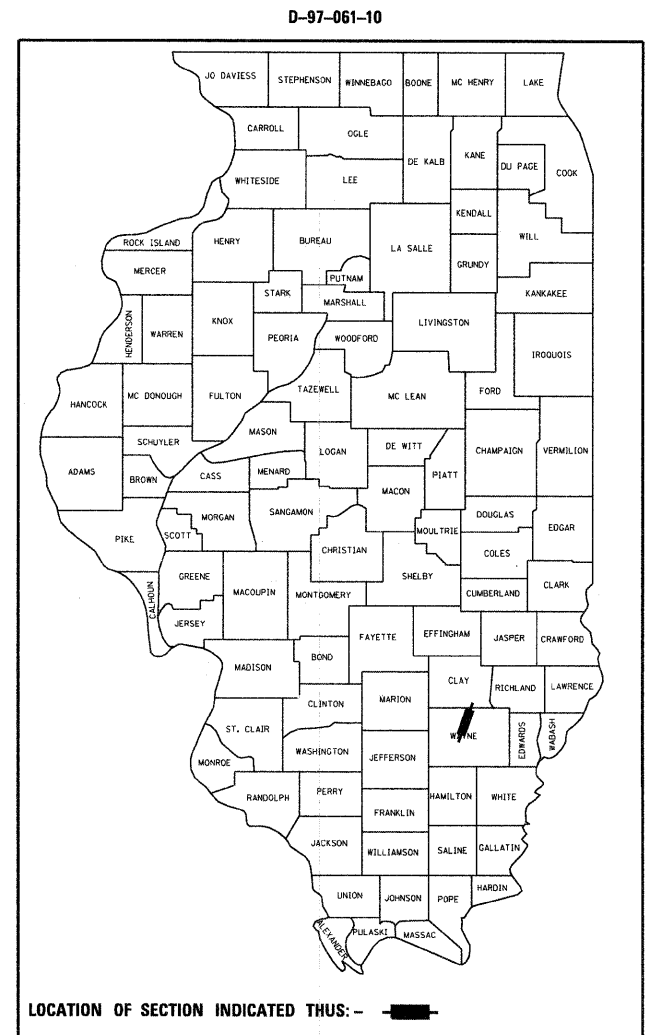 D-97-061-10
JO DAVIESS
STEPHENSON
WINNEBAGO
BOONE
MC HENRY
LAKE
CARROLL
OGLE
DE KALB
KANE
DU PAGE
COOK
WHITESIDE
LEE
KENDALL
WILL
ROCK ISLAND
HENRY
BUREAU
LA SALLE
GRUNDY
MERCER
PUTNAM
STARK
MARSHALL
KANKAKEE
HENDERSON
WARREN
KNOX
PEORIA
WOODFORD
LIVINGSTON
IROQUOIS
HANCOCK
MC DONOUGH
FULTON
TAZEWELL
MC LEAN
FORD
MASON
SCHUYLER
LOGAN
DE WITT
CHAMPAIGN
VERMILION
ADAMS
BROWN
CASS
MENARD
PIATT
MACON
MORGAN
SANGAMON
DOUGLAS
EDGAR
PIKE
SCOTT
CHRISTIAN
MOULTRIE
COLES
SHELBY
CALHOUN
GREENE
MACOUPIN
MONTGOMERY
CUMBERLAND
CLARK
JERSEY
FAYETTE
EFFINGHAM
JASPER
CRAWFORD
MADISON
BOND
CLAY
RICHLAND
LAWRENCE
MARION
CLINTON
ST. CLAIR
WAYNE
EDWARDS
WABASH
WASHINGTON
JEFFERSON
MONROE
RANDOLPH
PERRY
HAMILTON
WHITE
FRANKLIN
JACKSON
WILLIAMSON
SALINE
GALLATIN
UNION
JOHNSON
POPE
HARDIN
ALEXANDER
PULASKI
MASSAC
LOCATION OF SECTION INDICATED THUS: -